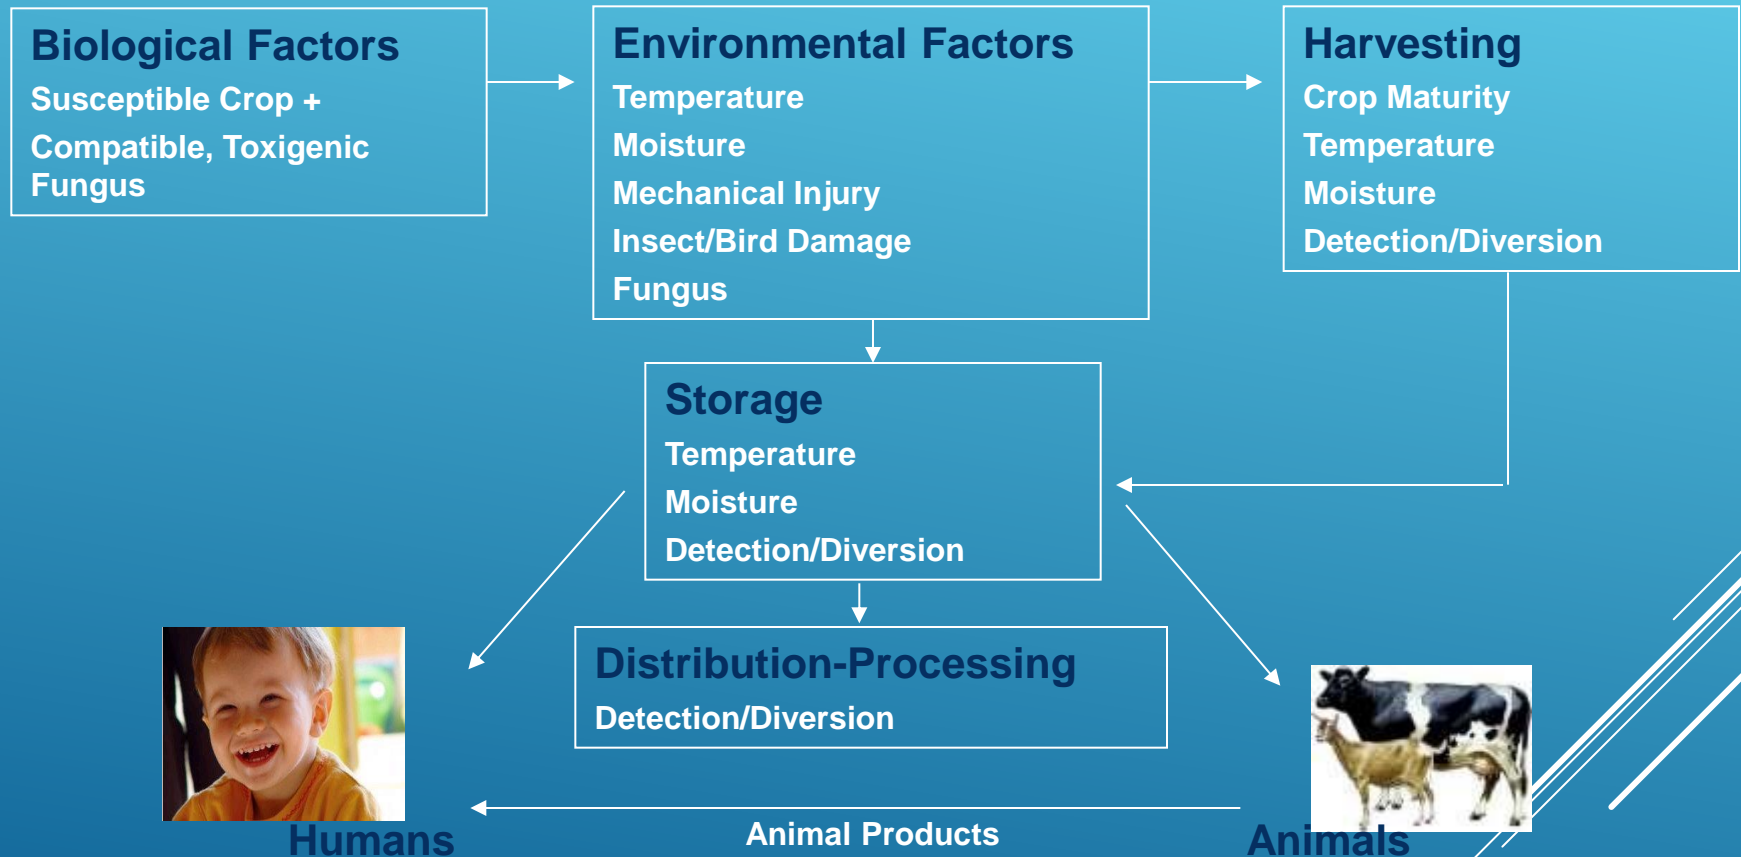 Biological Factors
Susceptible Crop +
Compatible, Toxigenic
Fungus
Environmental Factors
Temperature
Moisture
Mechanical Injury
Insect/Bird Damage
Fungus
Harvesting
Crop Maturity
Temperature
Moisture
Detection/Diversion
Storage
Temperature
Moisture
Detection/Diversion
Distribution-Processing
Detection/Diversion
Humans
Animal Products
Animals